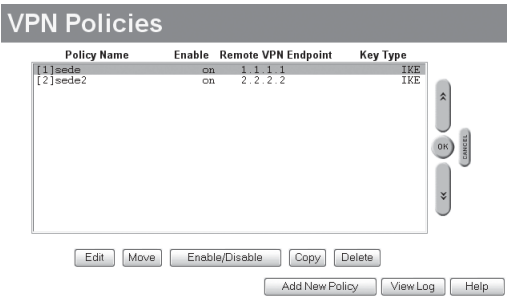 VPN Policies
Policy Name Enable Remote VPN Endpoint Key Type
[1]sede on 1.1.1.1 IKE
[2]sede2 on 2.2.2.2 IKE
OK
CANCEL
Edit Move Enable/Disable Copy Delete
Add New Policy View Log Help